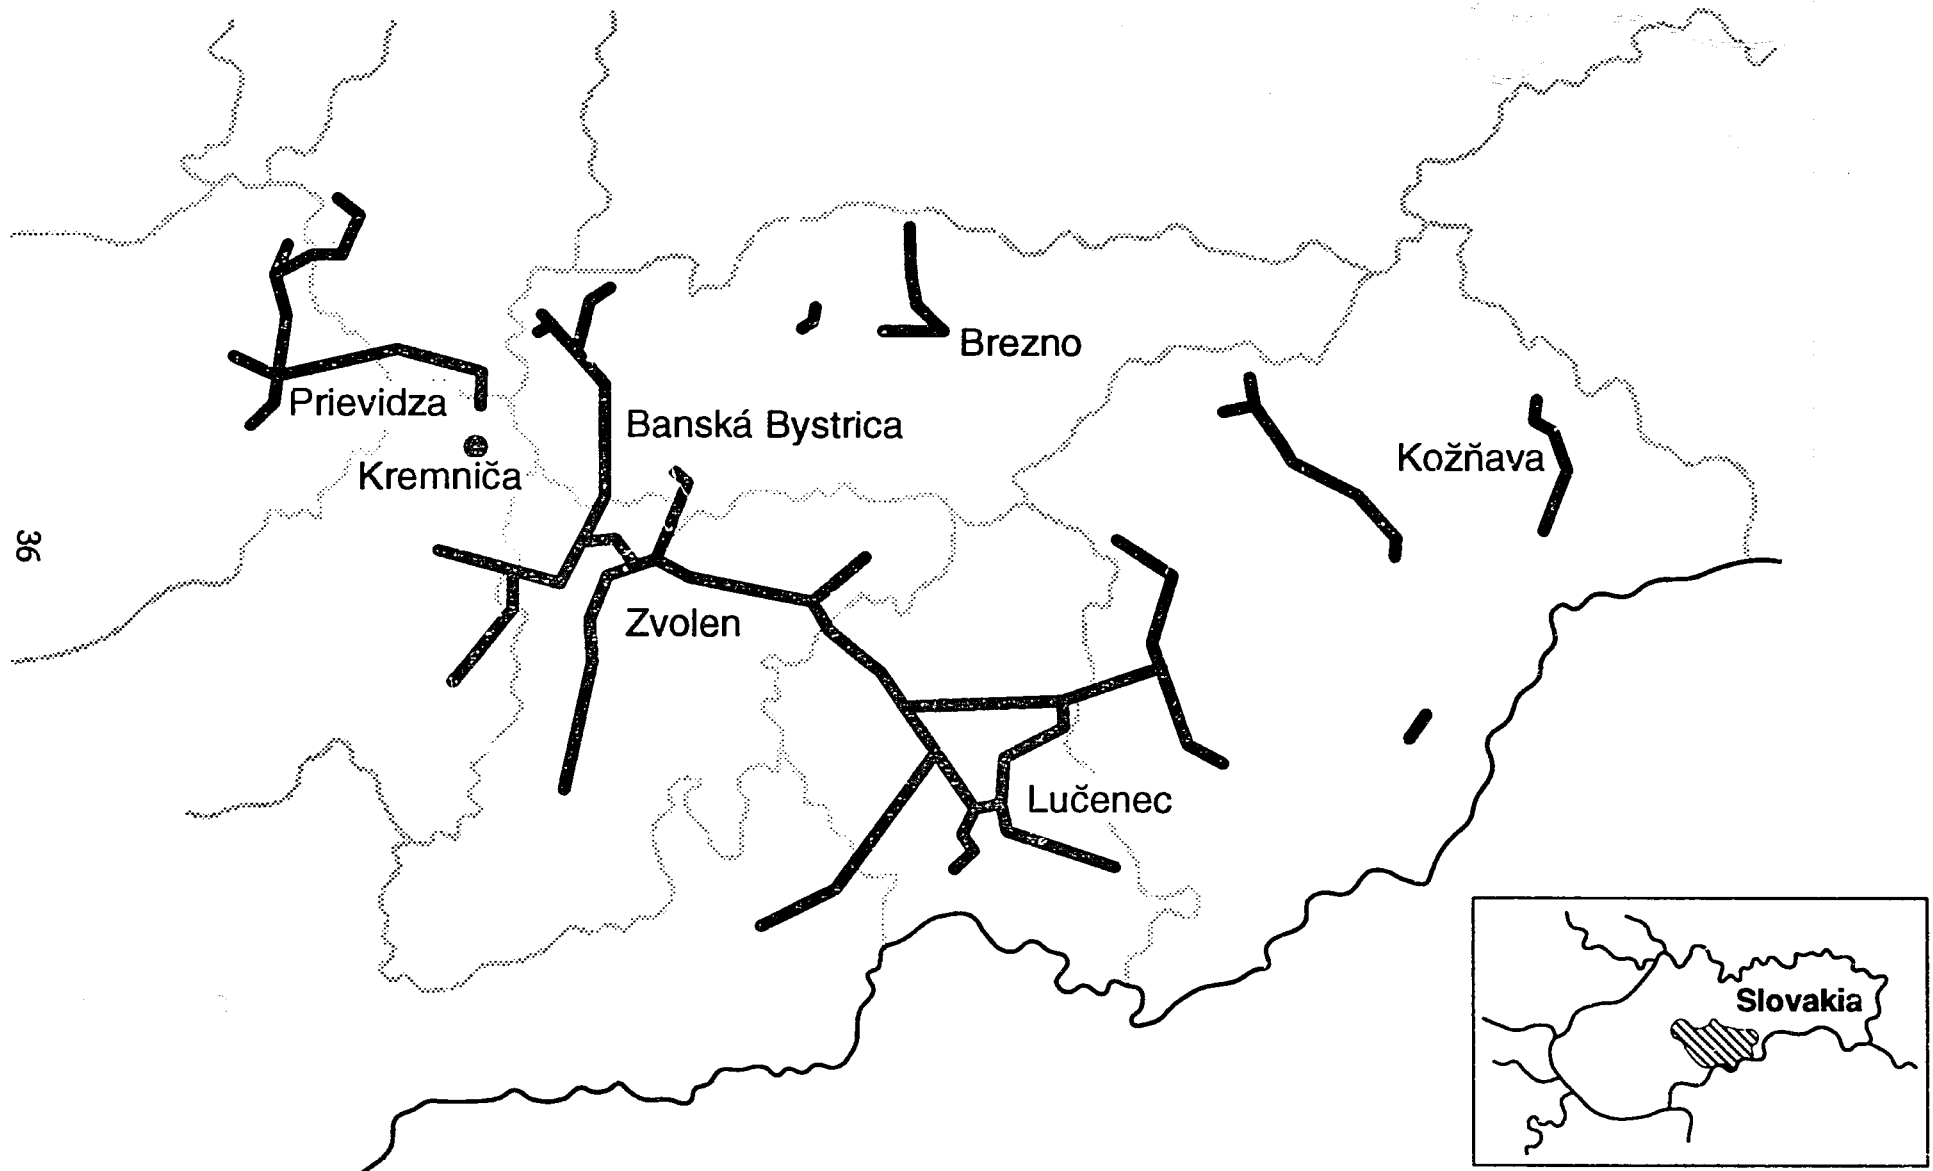 Brezno
Prievidza
Banská Bystrica
Kremniča
Kožňava
36
Zvolen
Lučenec
Slovakia